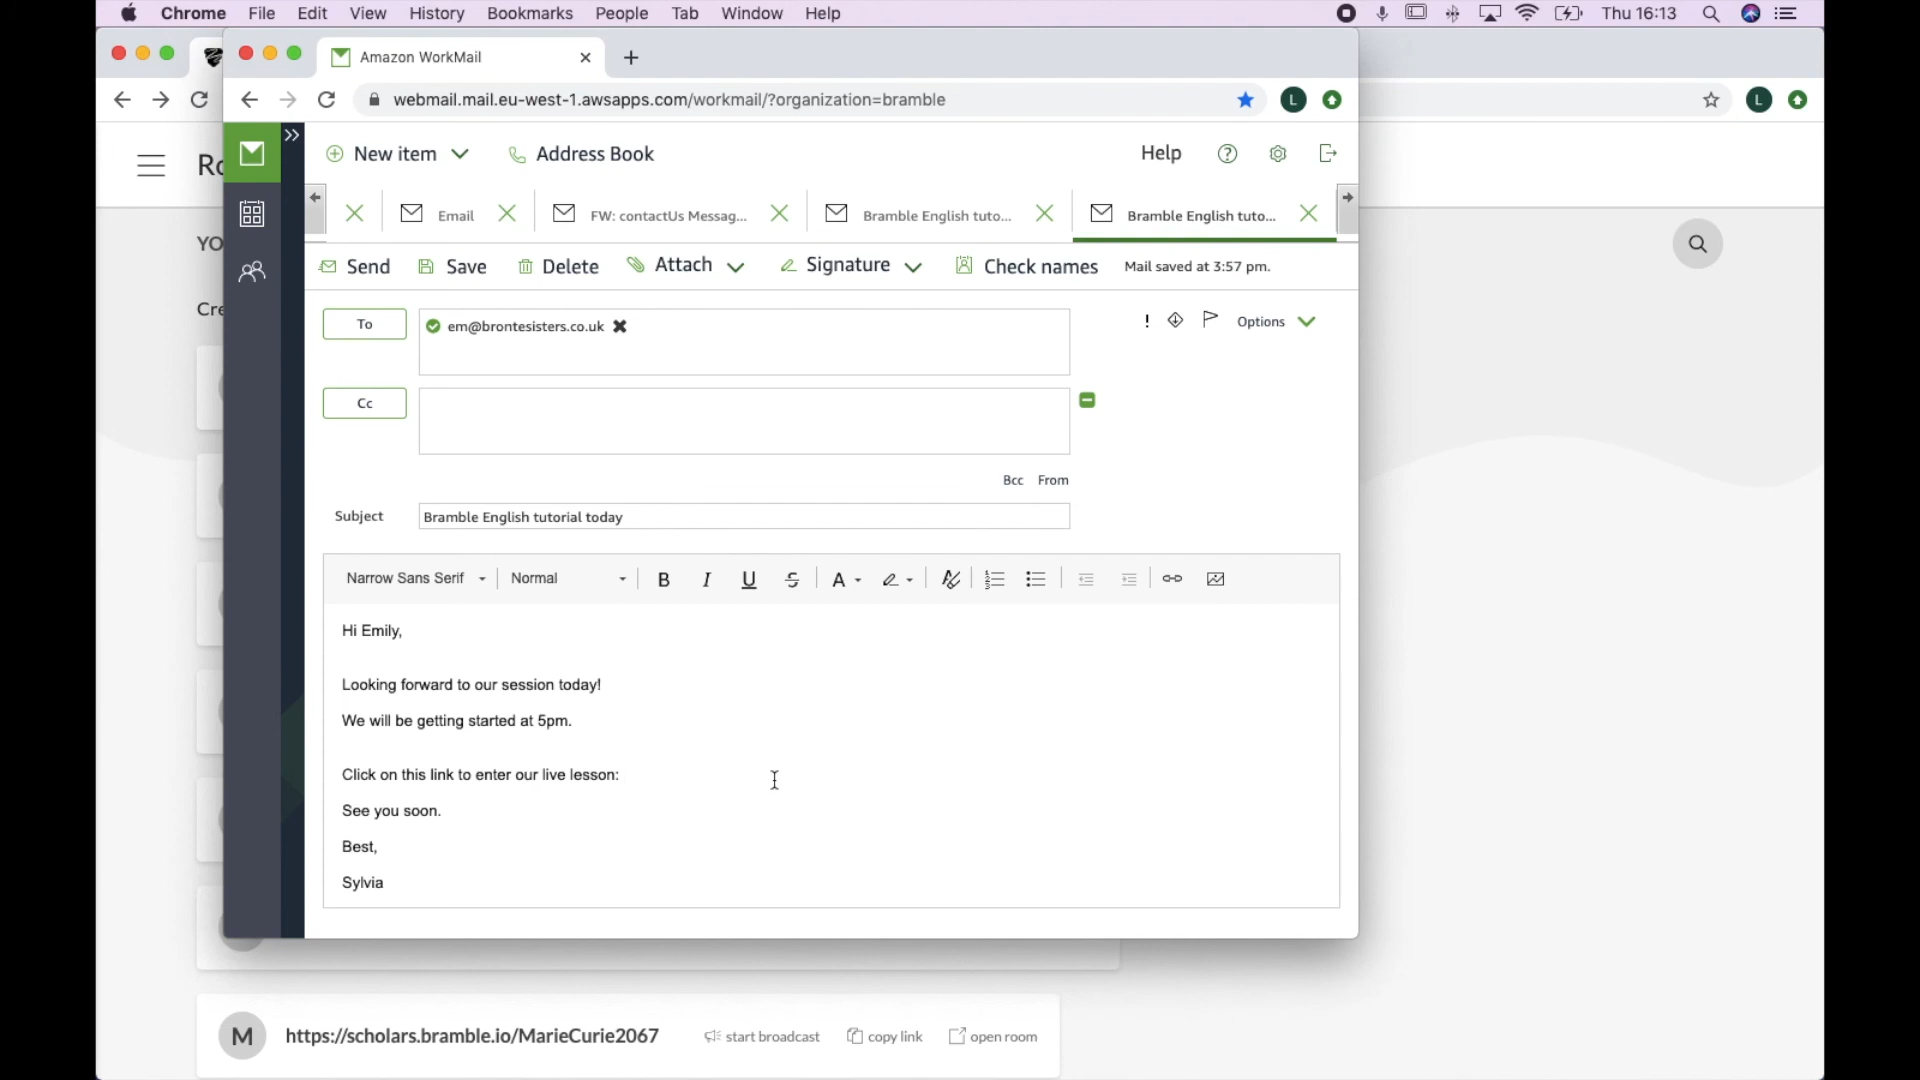 Chrome File Edit View History Bookmarks People Tab Window Help Thu 16:13
Amazon WorkMail
webmail.mail.eu-west-1.awsapps.com/workmail/?organization=bramble L L
New item Address Book Help
Email FW: contactUs Messag... Bramble English tuto... Bramble English tuto...
Send Save Delete Attach Signature Check names Mail saved at 3:57 pm.
To em@brontesisters.co.uk ! Options
Cc
Bcc From
Subject Bramble English tutorial today
Narrow Sans Serif Normal B I U S A
Hi Emily,
Looking forward to our session today!
We will be getting started at 5pm.
Click on this link to enter our live lesson:
See you soon.
Best,
Sylvia
M https://scholars.bramble.io/MarieCurie2067 start broadcast copy link open room